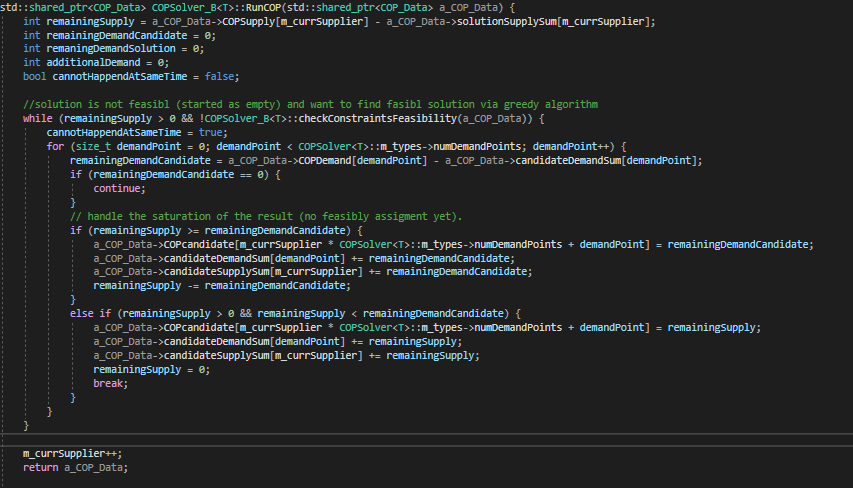 std::shared_ptr<COP_Data> COPSolver_B<T>::RunCOP(std::shared_ptr<COP_Data> a_COP_Data) {
    int remainingSupply = a_COP_Data->COPSupply[m_currSupplier] - a_COP_Data->solutionSupplySum[m_currSupplier];
    int remainingDemandCandidate = 0;
    int remaningDemandSolution = 0;
    int additionalDemand = 0;
    bool cannotHappendAtSameTime = false;

    //solution is not feasibl (started as empty) and want to find fasibl solution via greedy algorithm
    while (remainingSupply > 0 && !COPSolver_B<T>::checkConstraintsFeasibility(a_COP_Data)) {
        cannotHappendAtSameTime = true;
        for (size_t demandPoint = 0; demandPoint < COPSolver<T>::m_types->numDemandPoints; demandPoint++) {
            remainingDemandCandidate = a_COP_Data->COPDemand[demandPoint] - a_COP_Data->candidateDemandSum[demandPoint];
            if (remainingDemandCandidate == 0) {
                continue;
            }
            // handle the saturation of the result (no feasibly assigment yet).
            if (remainingSupply >= remainingDemandCandidate) {
                a_COP_Data->COPcandidate[m_currSupplier * COPSolver<T>::m_types->numDemandPoints + demandPoint] = remainingDemandCandidate;
                a_COP_Data->candidateDemandSum[demandPoint] += remainingDemandCandidate;
                a_COP_Data->candidateSupplySum[m_currSupplier] += remainingDemandCandidate;
                remainingSupply -= remainingDemandCandidate;
            }
            else if (remainingSupply > 0 && remainingSupply < remainingDemandCandidate) {
                a_COP_Data->COPcandidate[m_currSupplier * COPSolver<T>::m_types->numDemandPoints + demandPoint] = remainingSupply;
                a_COP_Data->candidateDemandSum[demandPoint] += remainingSupply;
                a_COP_Data->candidateSupplySum[m_currSupplier] += remainingSupply;
                remainingSupply = 0;
                break;
            }
        }
    }

    m_currSupplier++;
    return a_COP_Data;